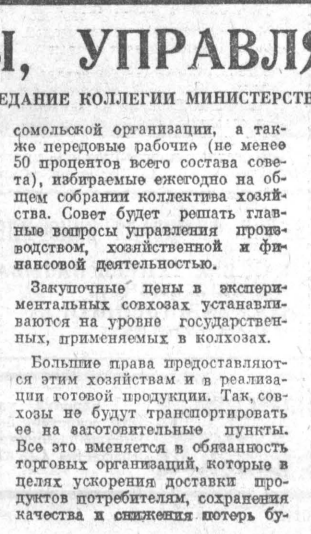 Ы, УПРАВЛЯ
ЕДАНИЕ КОЛЛЕГИИ МИНИСТЕРСТВ
сомольской организации, а так-
же передовые рабочие (не менее
50 процентов всего состава сове-
та), избираемые ежегодно на об-
щем собрании коллектива хозяй-
ства. Совет будет решать глав-
ные вопросы управления произ-
водством, хозяйственной и фи-
нансовой деятельностью.
Закупочные цены в экспери-
ментальных совхозах устанавли-
ваются на уровне государствен-
ных, применяемых в колхозах.
Большие права предоставляют-
ся этим хозяйствам и в реализа-
ции готовой продукции. Так, сов-
хозы не будут транспортировать
ее на заготовительные пункты.
Все это вменяется в обязанность
торговых организаций, которые в
целях ускорения доставки про-
дуктов потребителям, сохранения
качества и снижения потерь бу-